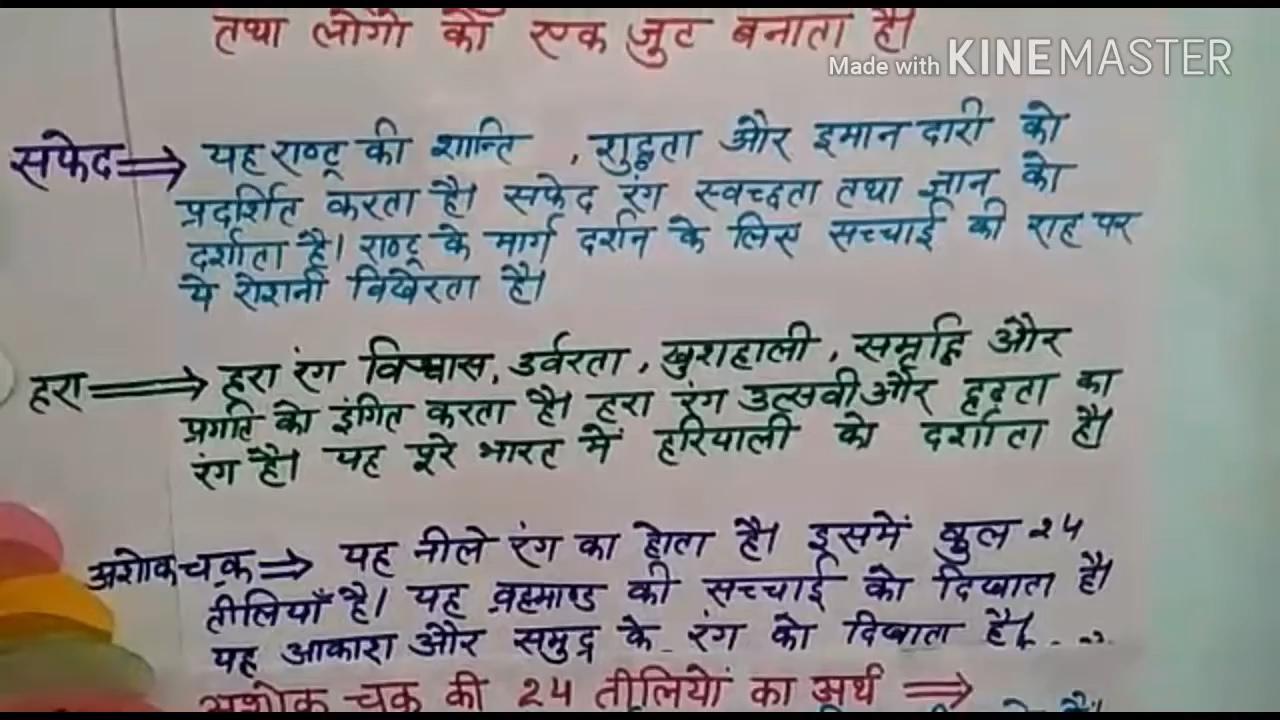 तथा लोगों को एक जुट बनाता है।
Made with KINEMASTER
सफेद ⇒ यह राष्ट्र की शान्ति , शुद्धता और इमान दारी को
प्रदर्शित करता है। सफेद रंग स्वच्छता तथा ज्ञान को
दर्शाता है। राष्ट्र के मार्ग दर्शन के लिए सच्चाई की राह पर
ये रोशनी बिखेरता है।
हरा ⇒ हरा रंग विश्वास, उर्वरता , खुशहाली , समृद्धि और
प्रगति को इंगित करता है। हरा रंग उत्सवी और दृढ़ता का
रंग है। यह पूरे भारत में हरियाली को दर्शाता है।
अशोक चक्र ⇒ यह नीले रंग का होता है। इसमें कुल २४
तीलियाँ है। यह ब्रह्माण्ड की सच्चाई को दिखाता है।
यह आकाश और समुद्र के रंग को दिखाता है।
अशोक चक्र की 24 तीलियों का अर्थ ⇒